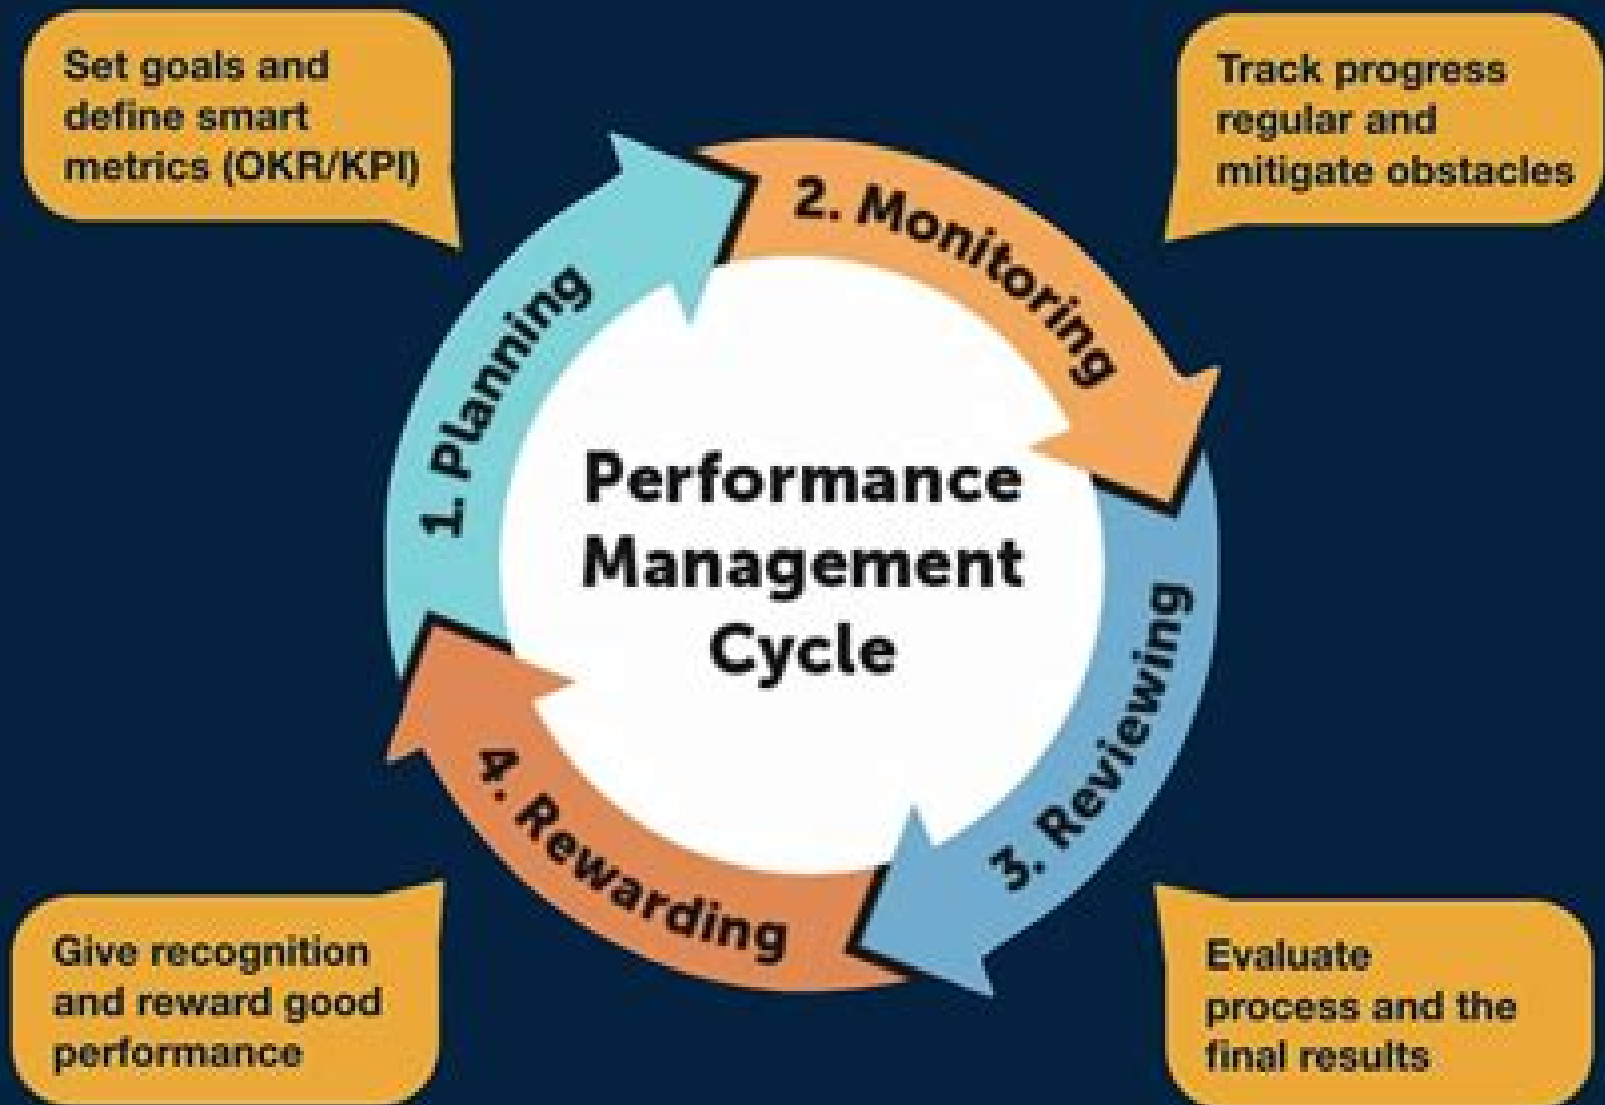 Set goals and
define smart
metrics (OKR/KPI)
Track progress
regular and
mitigate obstacles
1. Planning
2. Monitoring
Performance
Management
Cycle
3. Reviewing
4. Rewarding
Give recognition
and reward good
performance
Evaluate
process and the
final results